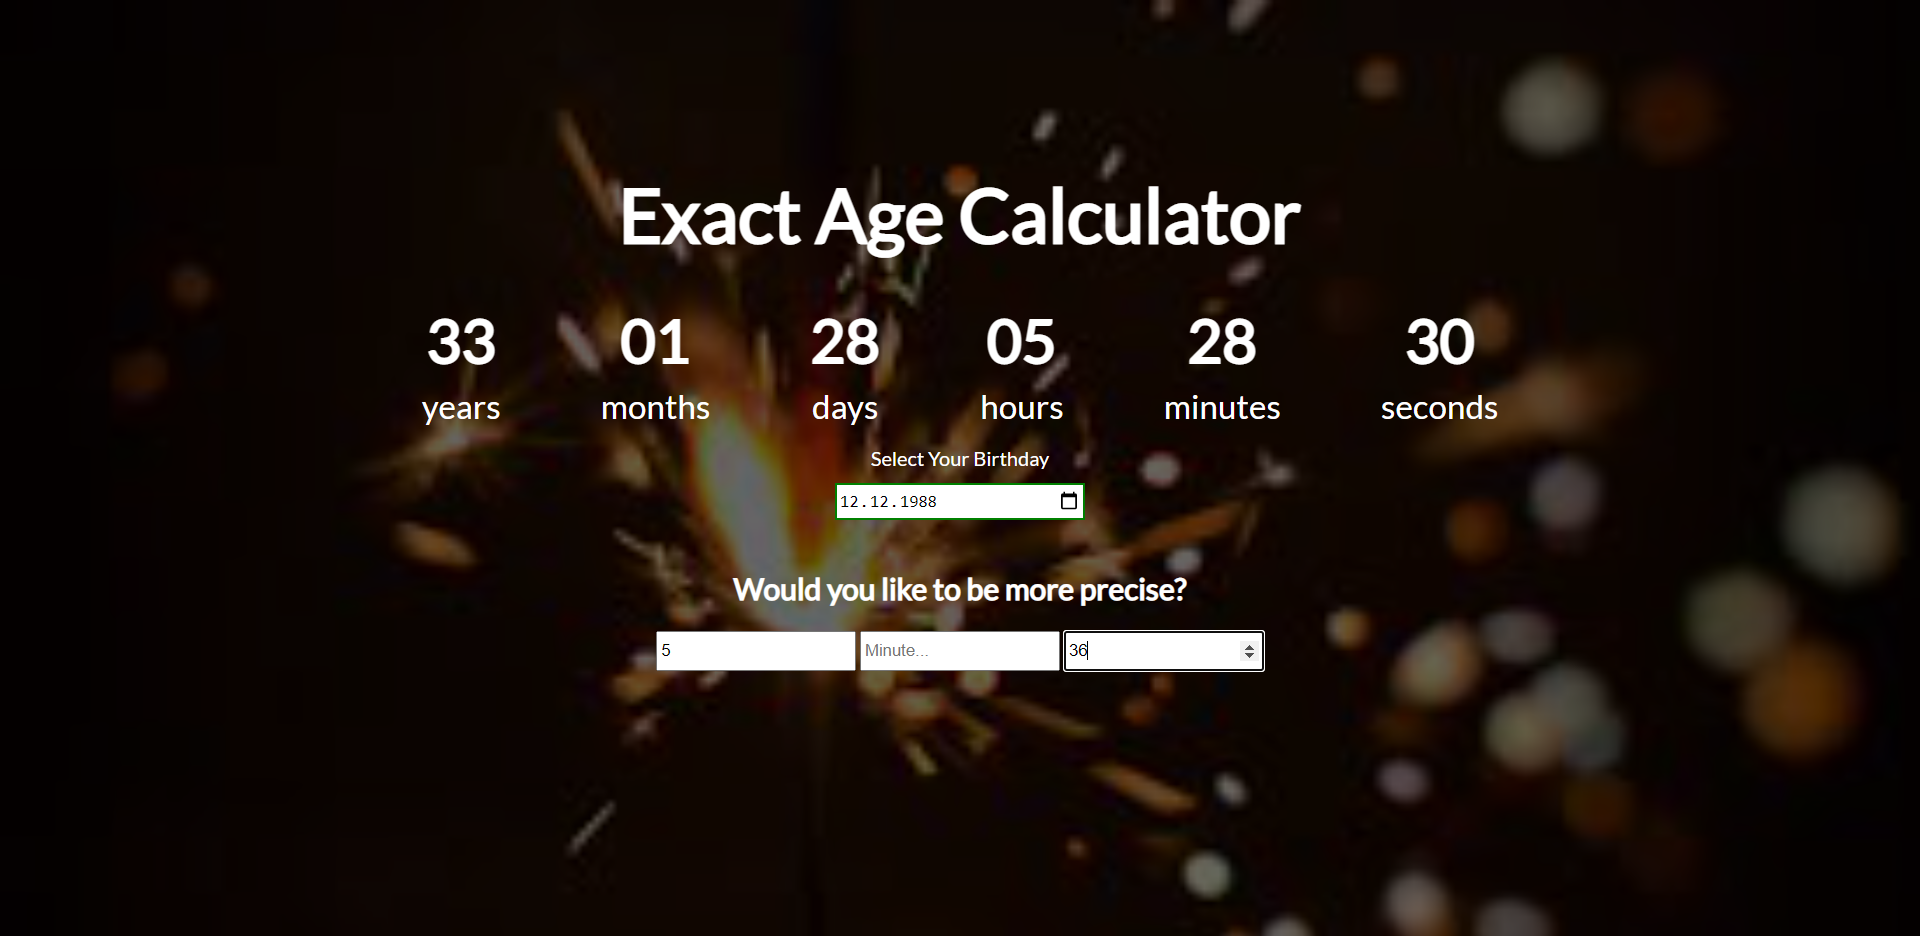 Exact Age Calculator
33 01 28 05 28 30
years months days hours minutes seconds
Select Your Birthday
12.12.1988
Would you like to be more precise?
5 Minute... 36